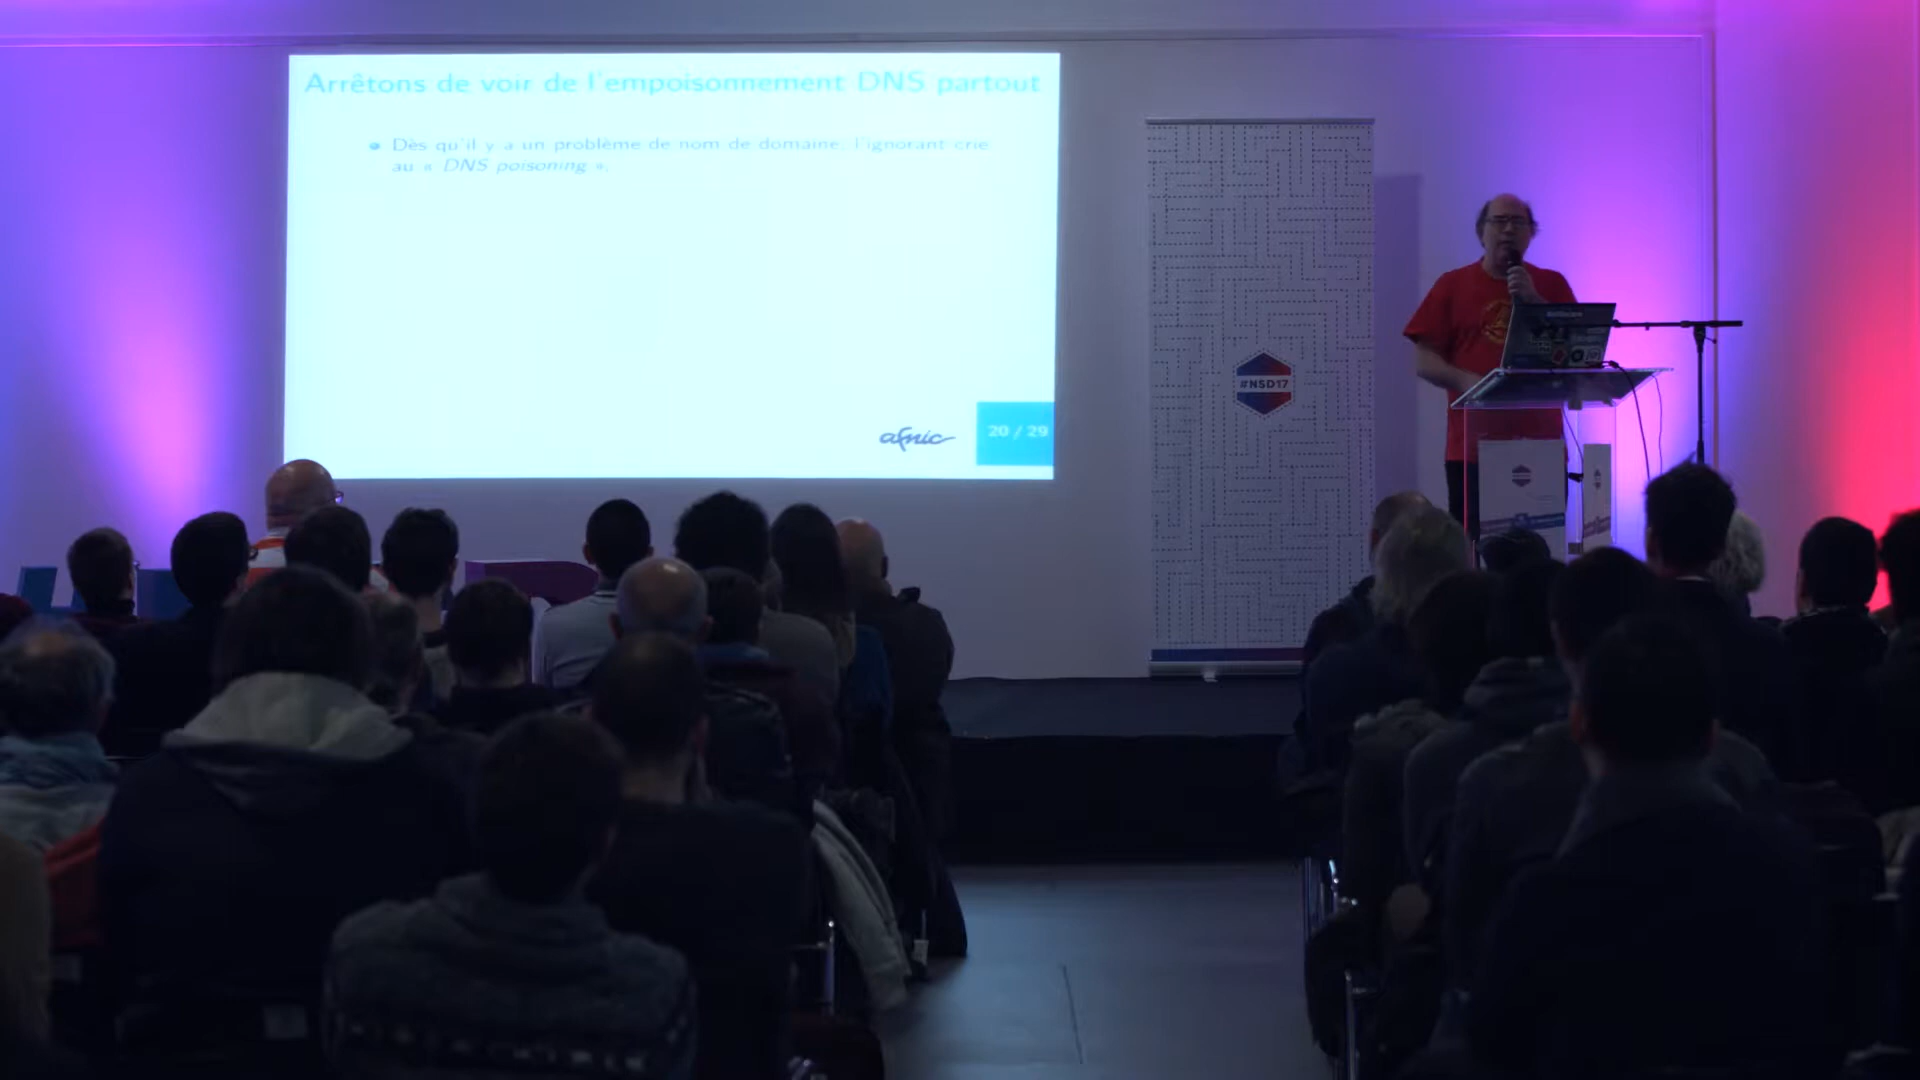 Arrêtons de voir de l'empoisonnement DNS partout
Dès qu'il y a un problème de nom de domaine, l'ignorant crie
au « DNS poisoning ».
afnic
20 / 29
#NSD17